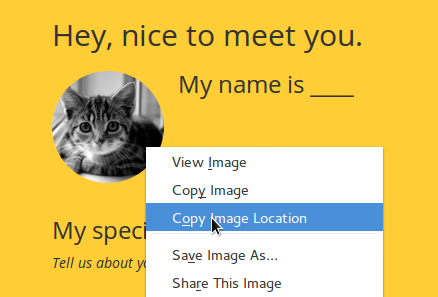 Hey, nice to meet you.
My name is ____
View Image
Copy Image
Copy Image Location
My speci
Save Image As...
Tell us about yo
Share This Image